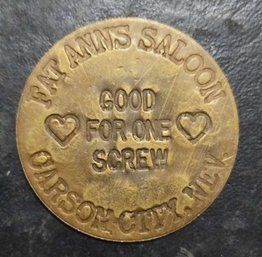 FAT ANNS SALOON
GOOD
FOR ONE
SCREW
CARSON CITY, NEV